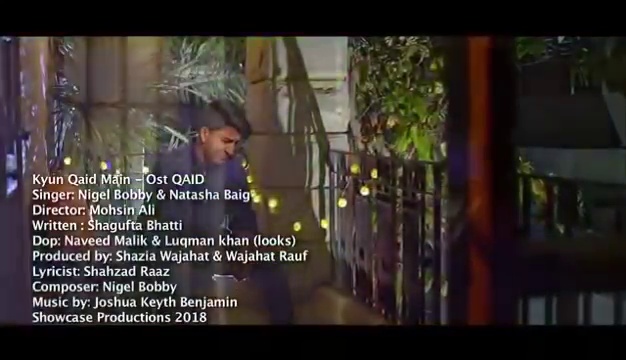 Kyun Qaid Main - Ost QAID
Singer: Nigel Bobby & Natasha Baig
Director: Mohsin Ali
Written : Shagufta Bhatti
Dop: Naveed Malik & Luqman khan (looks)
Produced by: Shazia Wajahat & Wajahat Rauf
Lyricist: Shahzad Raaz
Composer: Nigel Bobby
Music by: Joshua Keyth Benjamin
Showcase Productions 2018